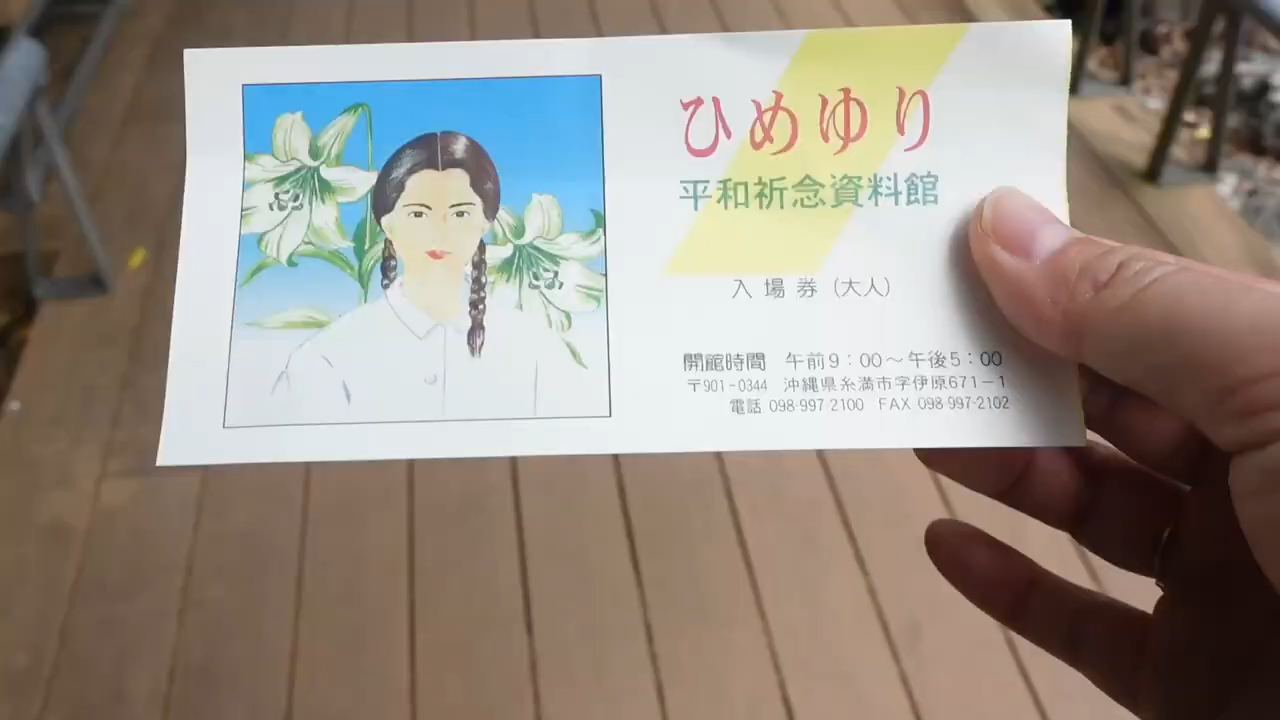 ひめゆり
平和祈念資料館
入場券（大人）
開館時間 午前9：00～午後5：00
〒901-0344 沖縄県糸満市字伊原671-1
電話 098-997-2100 FAX 098-997-2102